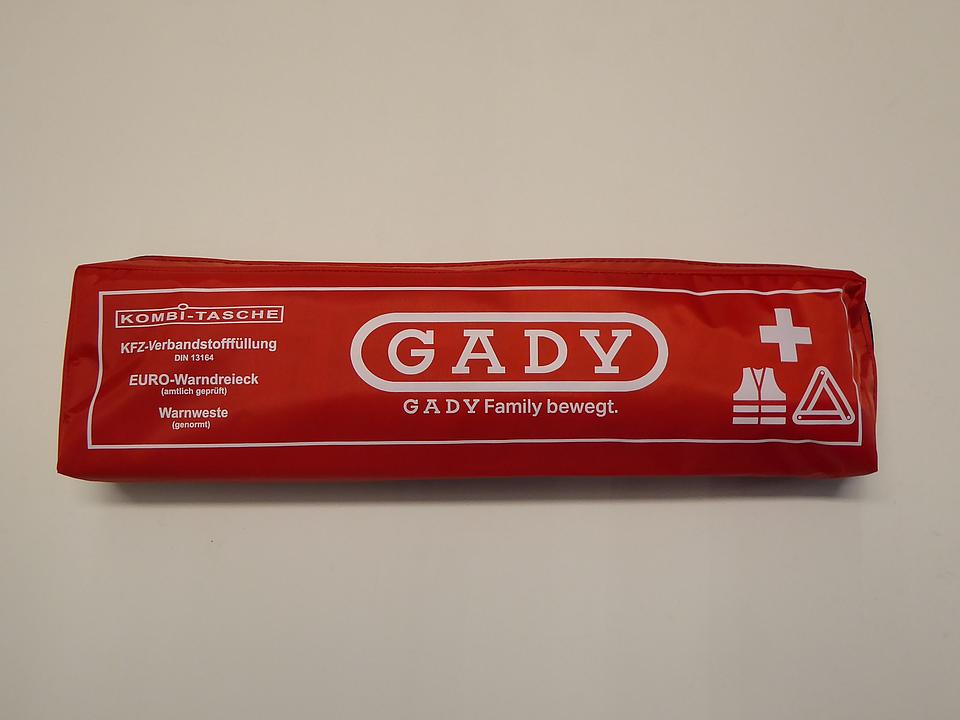 KOMBI-TASCHE
KFZ-Verbandstofffüllung
DIN 13164
EURO-Warndreieck
(amtlich geprüft)
Warnweste
(genormt)
GADY
GADY Family bewegt.